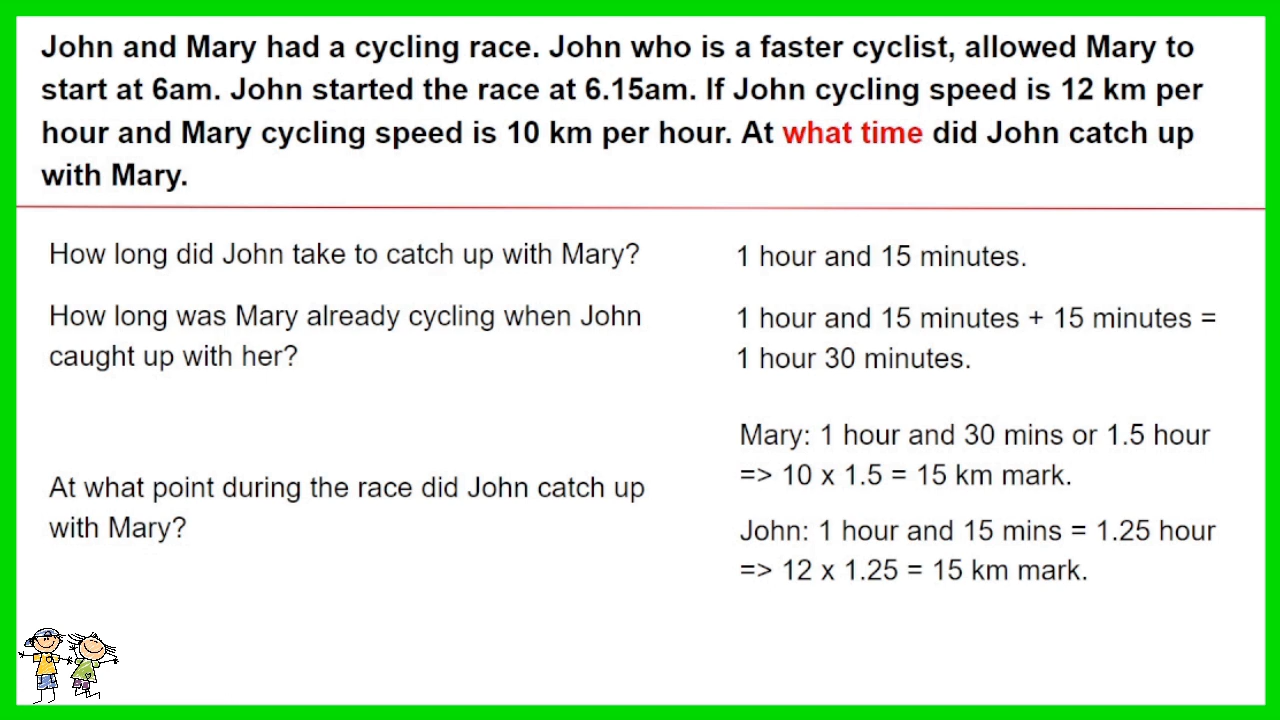 John and Mary had a cycling race. John who is a faster cyclist, allowed Mary to
start at 6am. John started the race at 6.15am. If John cycling speed is 12 km per
hour and Mary cycling speed is 10 km per hour. At what time did John catch up
with Mary.
How long did John take to catch up with Mary?
1 hour and 15 minutes.
How long was Mary already cycling when John
caught up with her?
1 hour and 15 minutes + 15 minutes =
1 hour 30 minutes.
At what point during the race did John catch up
with Mary?
Mary: 1 hour and 30 mins or 1.5 hour
=> 10 x 1.5 = 15 km mark.
John: 1 hour and 15 mins = 1.25 hour
=> 12 x 1.25 = 15 km mark.